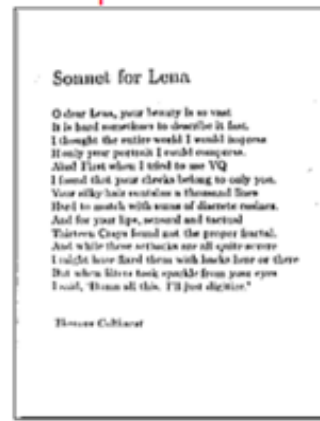 Sonnet for Lena
O dear Lena, your beauty is so vast
It is hard sometimes to describe it fast.
I thought the entire world I would impress
If only your portrait I could compress.
Alas! First when I tried to use VQ
I found that your cheeks belong to only you.
Your silky hair contains a thousand lines
Hard to match with sums of discrete cosines.
And for your lips, sensual and tactual
Thirteen Crays found not the proper fractal.
And while these setbacks are all quite severe
I might have fixed them with hacks here or there
But when filters took sparkle from your eyes
I said, "Damn all this. I'll just digitize."
Thomas Colthurst